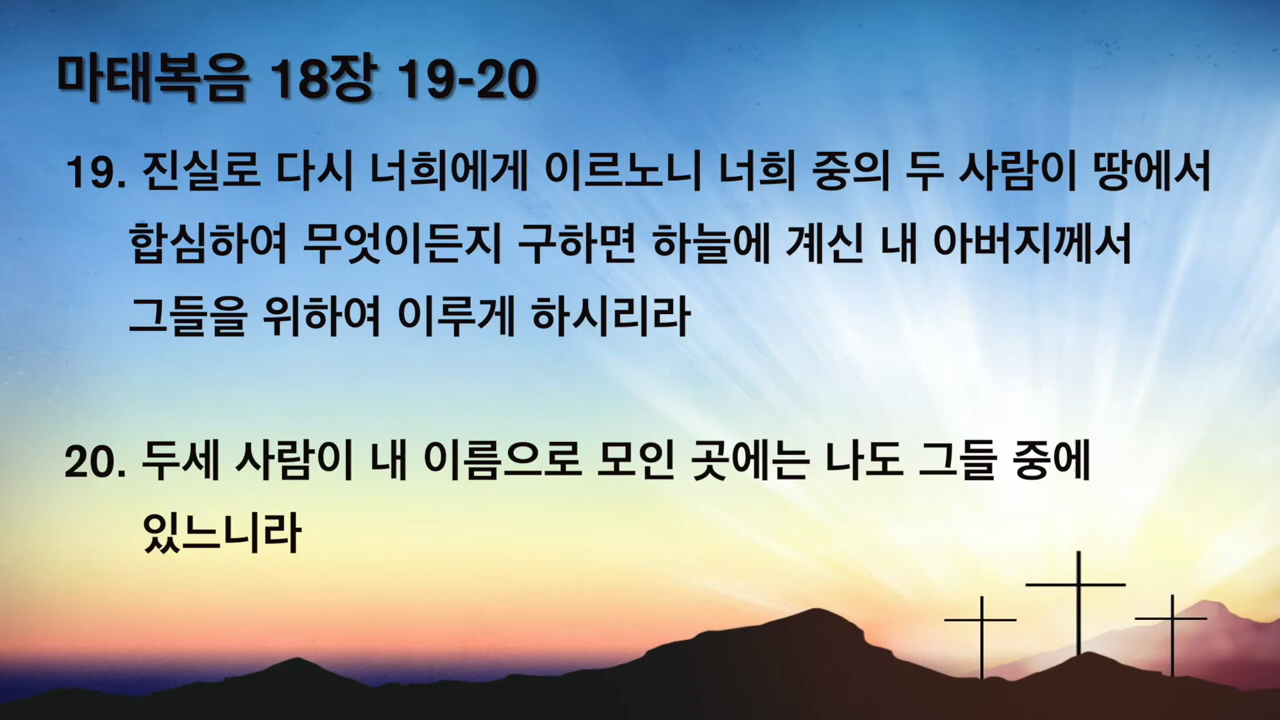 마태복음 18장 19-20
19. 진실로 다시 너희에게 이르노니 너희 중의 두 사람이 땅에서
합심하여 무엇이든지 구하면 하늘에 계신 내 아버지께서
그들을 위하여 이루게 하시리라
20. 두세 사람이 내 이름으로 모인 곳에는 나도 그들 중에
있느니라